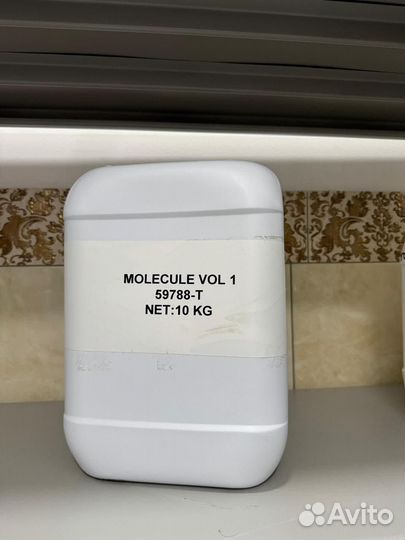 MOLECULE VOL 1
59788-T
NET:10 KG
Avito